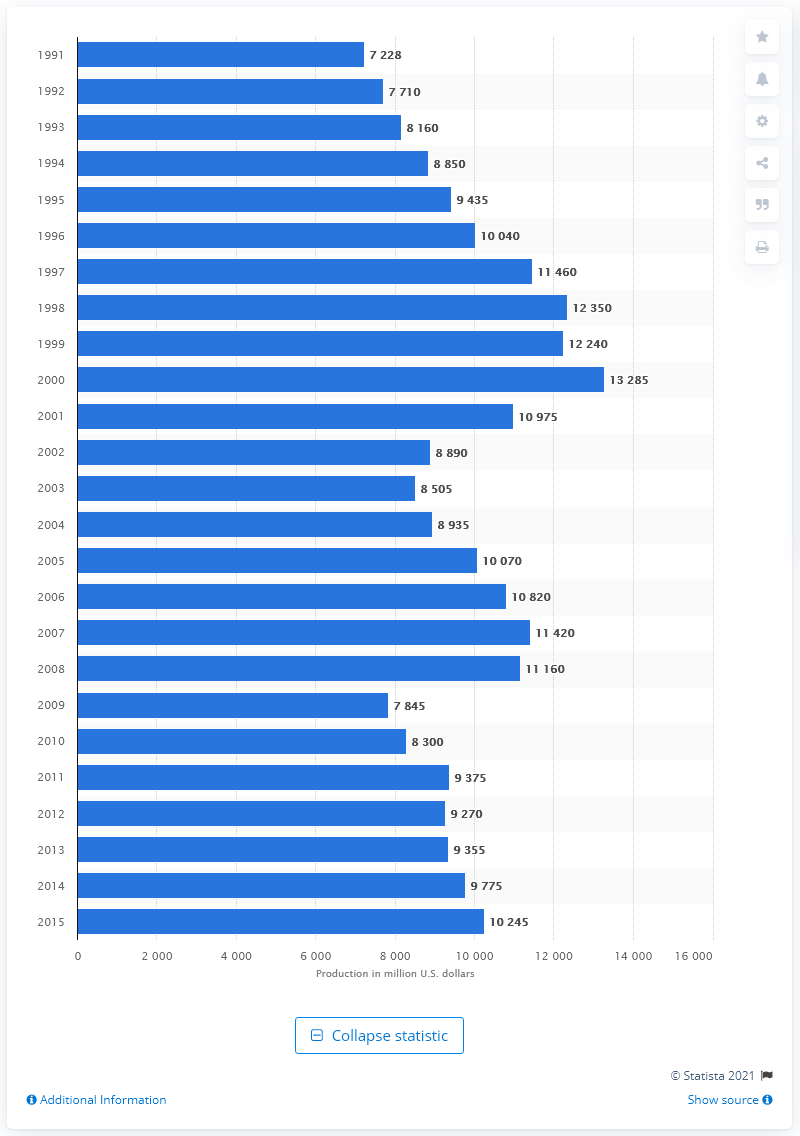 1991 7 228
1992 7 710
1993 8 160
1994 8 850
1995 9 435
1996 10 040
1997 11 460
1998 12 350
1999 12 240
2000 13 285
2001 10 975
2002 8 890
2003 8 505
2004 8 935
2005 10 070
2006 10 820
2007 11 420
2008 11 160
2009 7 845
2010 8 300
2011 9 375
2012 9 270
2013 9 355
2014 9 775
2015 10 245
0 2 000 4 000 6 000 8 000 10 000 12 000 14 000 16 000
Production in million U.S. dollars
Collapse statistic
© Statista 2021
Additional Information Show source